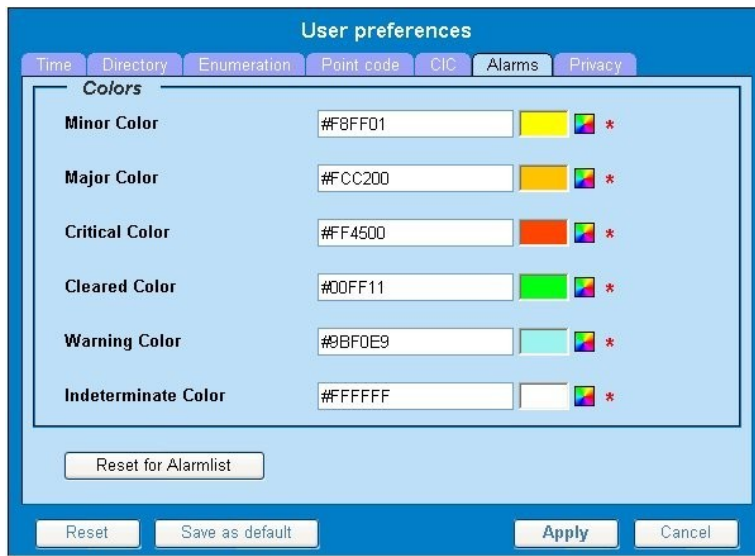 User preferences
Time Directory Enumeration Point code CIC Alarms Privacy
Colors
Minor Color #F8FF01 *
Major Color #FCC200 *
Critical Color #FF4500 *
Cleared Color #00FF11 *
Warning Color #9BF0E9 *
Indeterminate Color #FFFFFF *
Reset for Alarmlist
Reset Save as default Apply Cancel